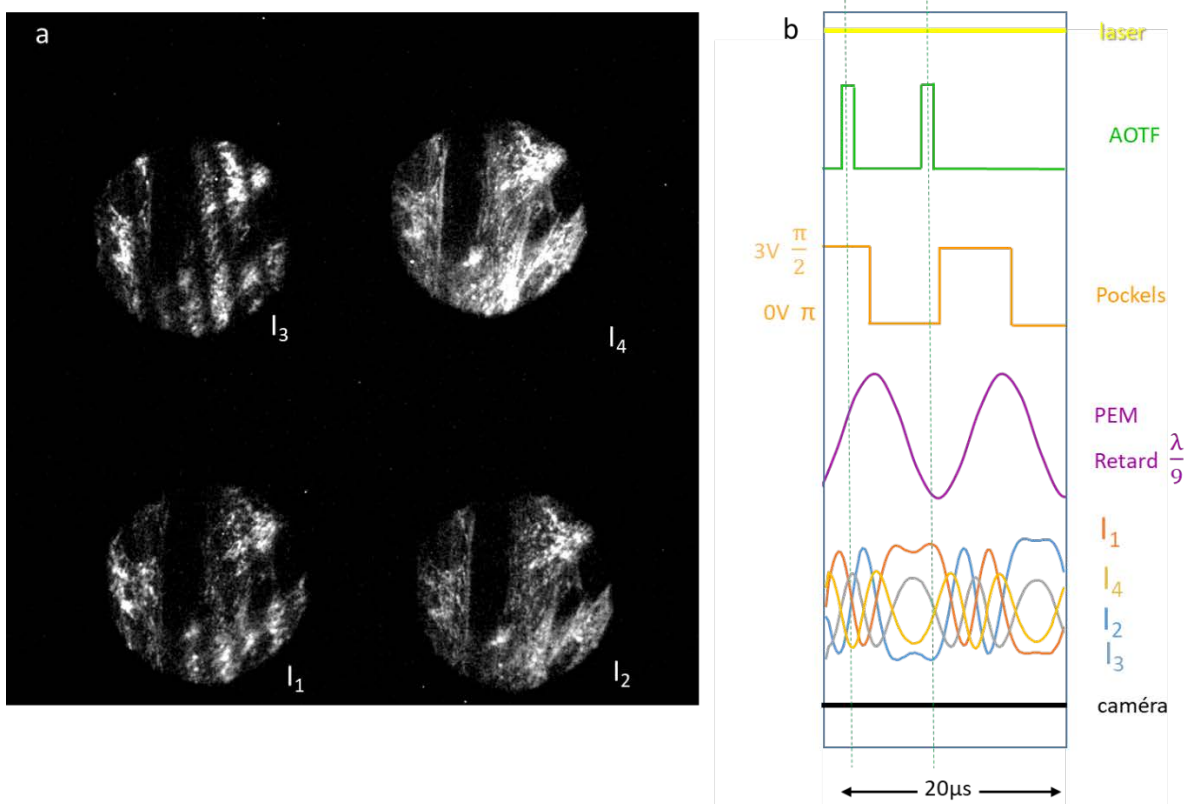 a
I₃
I₄
I₁
I₂
b
laser
AOTF
3V π/2
0V π
Pockels
PEM
Retard λ/9
I₁
I₄
I₂
I₃
caméra
20µs